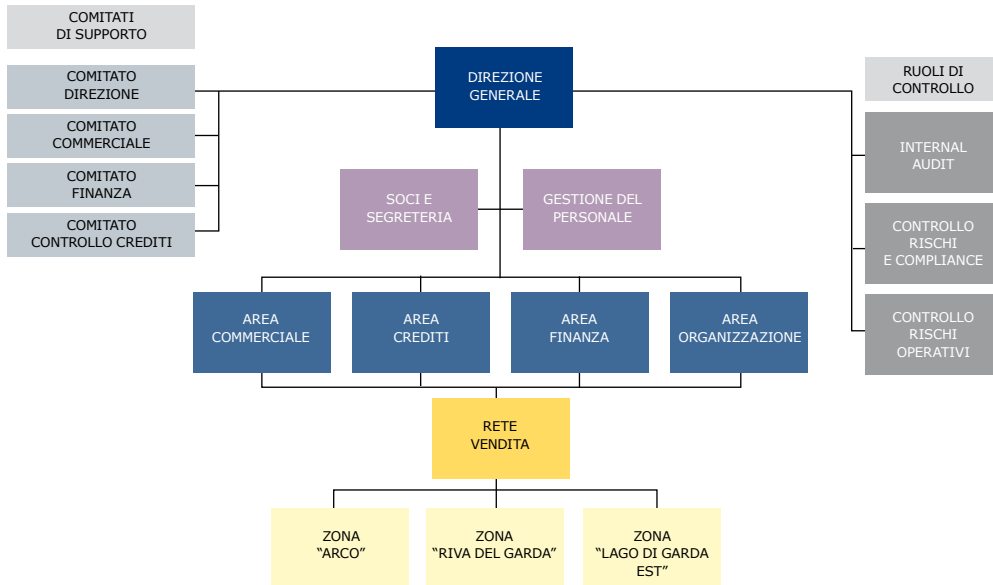 COMITATI
DI SUPPORTO
COMITATO
DIREZIONE
COMITATO
COMMERCIALE
COMITATO
FINANZA
COMITATO
CONTROLLO CREDITI
DIREZIONE
GENERALE
SOCI E
SEGRETERIA
GESTIONE DEL
PERSONALE
RUOLI DI
CONTROLLO
INTERNAL
AUDIT
CONTROLLO
RISCHI
E COMPLIANCE
CONTROLLO
RISCHI
OPERATIVI
AREA
COMMERCIALE
AREA
CREDITI
AREA
FINANZA
AREA
ORGANIZZAZIONE
RETE
VENDITA
ZONA
“ARCO”
ZONA
“RIVA DEL GARDA”
ZONA
“LAGO DI GARDA
EST”